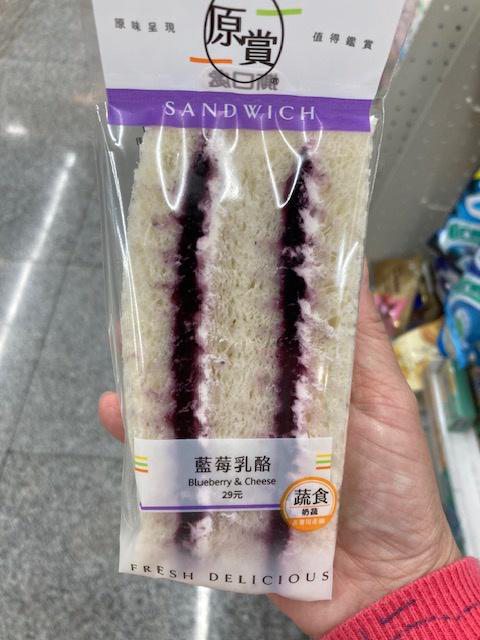 原味呈現
原賞
值得鑑賞
SANDWICH
藍莓乳酪
Blueberry & Cheese
29元
蔬食
奶蔬
FRESH DELICIOUS